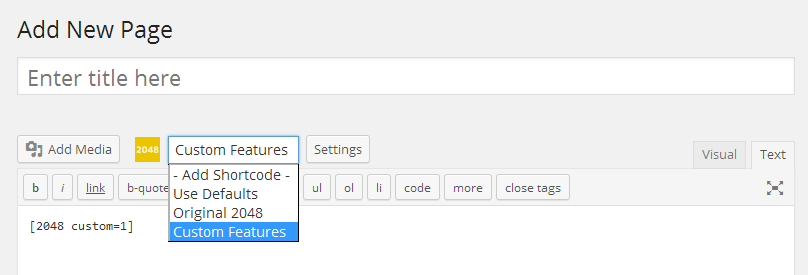 Add New Page
Enter title here
Add Media 2048 Custom Features Settings Visual Text
- Add Shortcode -
Use Defaults
Original 2048
Custom Features
b i link b-quote ul ol li code more close tags
[2048 custom=1]